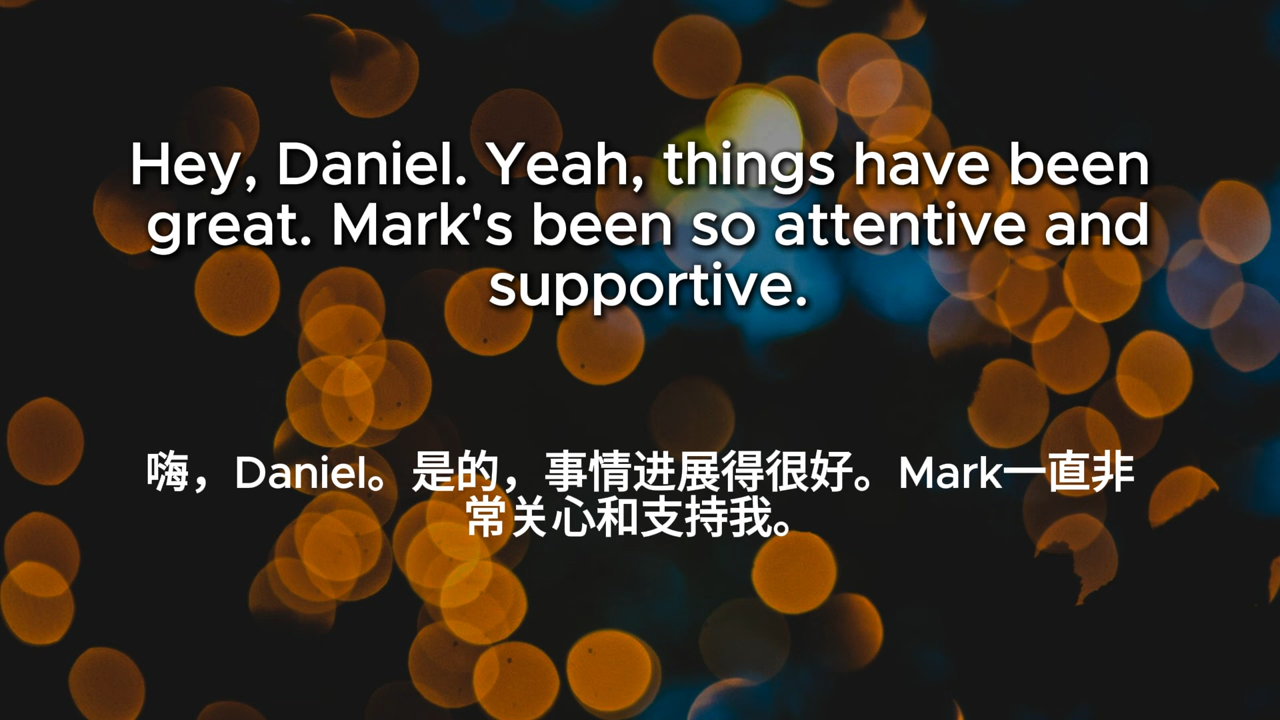 Hey, Daniel. Yeah, things have been
great. Mark's been so attentive and
supportive.
嗨，Daniel。是的，事情进展得很好。Mark一直非
常关心和支持我。